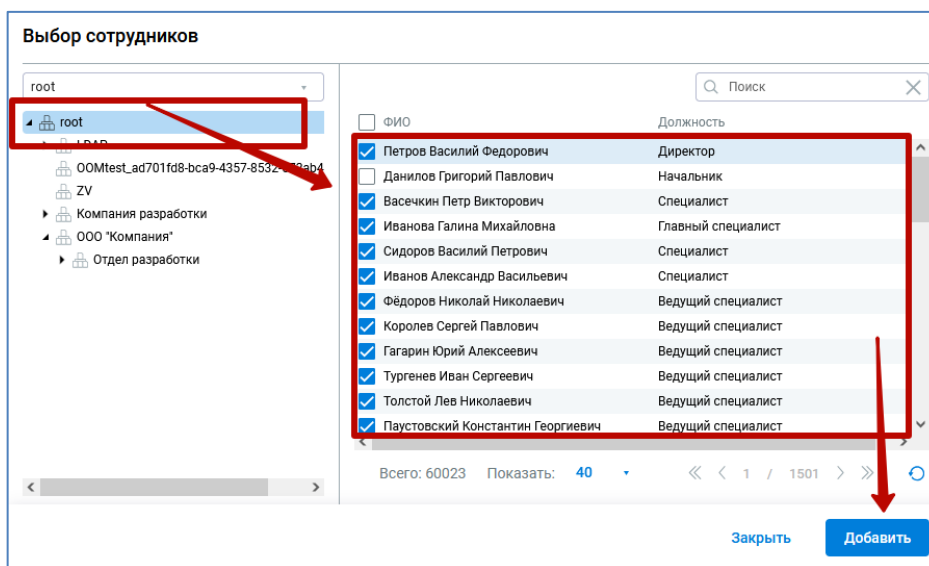 Выбор сотрудников
root
Поиск
root
OOMtest_ad701fd8-bca9-4357-8532-
ZV
Компания разработки
ООО "Компания"
Отдел разработки
ФИО Должность
Петров Василий Федорович Директор
Данилов Григорий Павлович Начальник
Васечкин Петр Викторович Специалист
Иванова Галина Михайловна Главный специалист
Сидоров Василий Петрович Специалист
Иванов Александр Васильевич Специалист
Фёдоров Николай Николаевич Ведущий специалист
Королев Сергей Павлович Ведущий специалист
Гагарин Юрий Алексеевич Ведущий специалист
Тургенев Иван Сергеевич Ведущий специалист
Толстой Лев Николаевич Ведущий специалист
Паустовский Константин Георгиевич Ведущий специалист
Всего: 60023 Показать: 40 1 / 1501
Закрыть Добавить